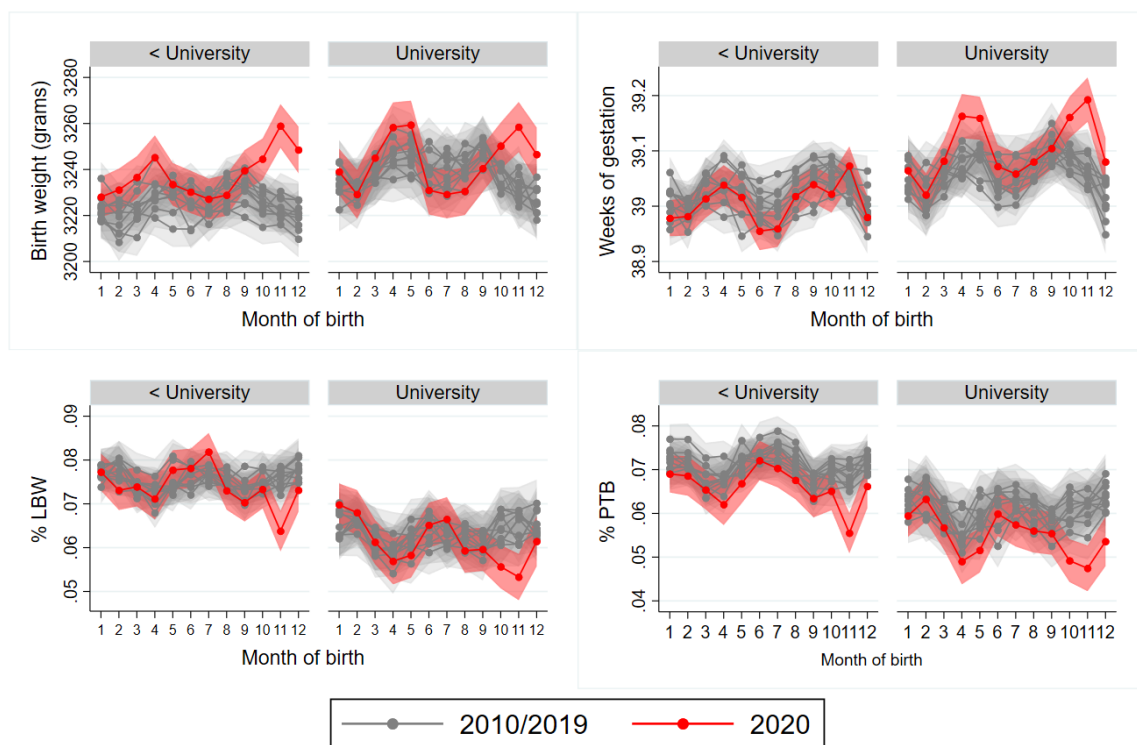 < University University
Birth weight (grams)
3280
3260
3240
3220
3200
1 2 3 4 5 6 7 8 9 10 11 12 1 2 3 4 5 6 7 8 9 10 11 12
Month of birth
< University University
Weeks of gestation
39.2
39.1
39
38.9
1 2 3 4 5 6 7 8 9 10 11 12 1 2 3 4 5 6 7 8 9 10 11 12
Month of birth
< University University
% LBW
.09
.08
.07
.06
.05
1 2 3 4 5 6 7 8 9 10 11 12 1 2 3 4 5 6 7 8 9 10 11 12
Month of birth
< University University
% PTB
.08
.07
.06
.05
.04
1 2 3 4 5 6 7 8 9 10 11 12 1 2 3 4 5 6 7 8 9 10 11 12
Month of birth
2010/2019 2020